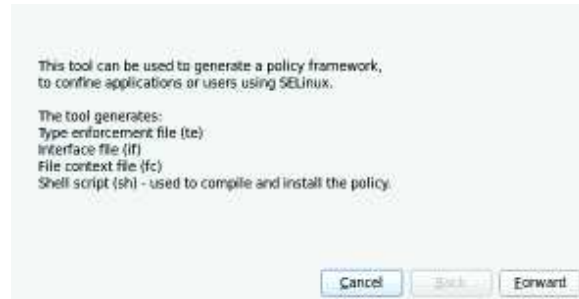 This tool can be used to generate a policy framework,
to confine applications or users using SELinux.
The tool generates:
Type enforcement file (te)
Interface file (if)
File context file (fc)
Shell script (sh) - used to compile and install the policy.
Cancel Back Forward